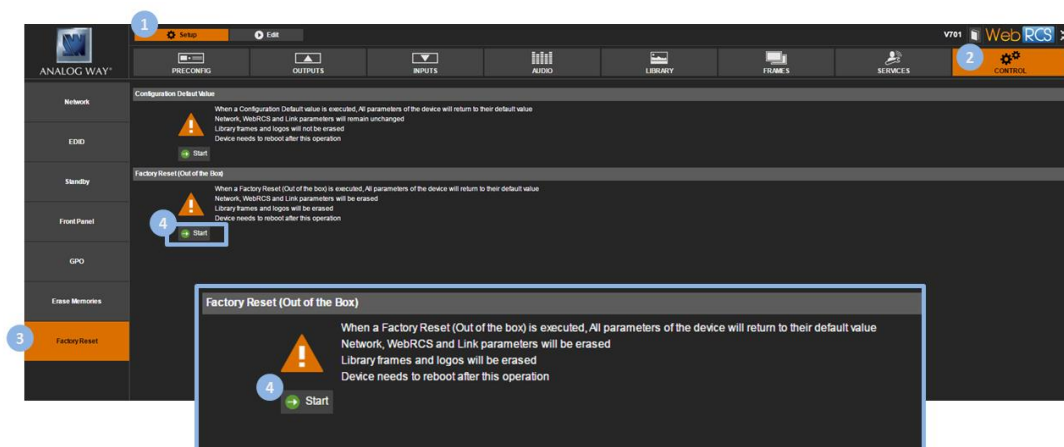 1
Setup
Edit
V701
Web RCS
ANALOG WAY®
PRECONFIG
OUTPUTS
INPUTS
AUDIO
LIBRARY
FRAMES
SERVICES
2
CONTROL
Network
EDID
Standby
Front Panel
GPO
Erase Memories
3
Factory Reset
Configuration Default Value
When a Configuration Default value is executed, All parameters of the device will return to their default value
Network, WebRCS and Link parameters will remain unchanged
Library frames and logos will not be erased
Device needs to reboot after this operation
Start
Factory Reset (Out of the Box)
When a Factory Reset (Out of the box) is executed, All parameters of the device will return to their default value
Network, WebRCS and Link parameters will be erased
Library frames and logos will be erased
Device needs to reboot after this operation
4
Start
Factory Reset (Out of the Box)
When a Factory Reset (Out of the box) is executed, All parameters of the device will return to their default value
Network, WebRCS and Link parameters will be erased
Library frames and logos will be erased
Device needs to reboot after this operation
4
Start